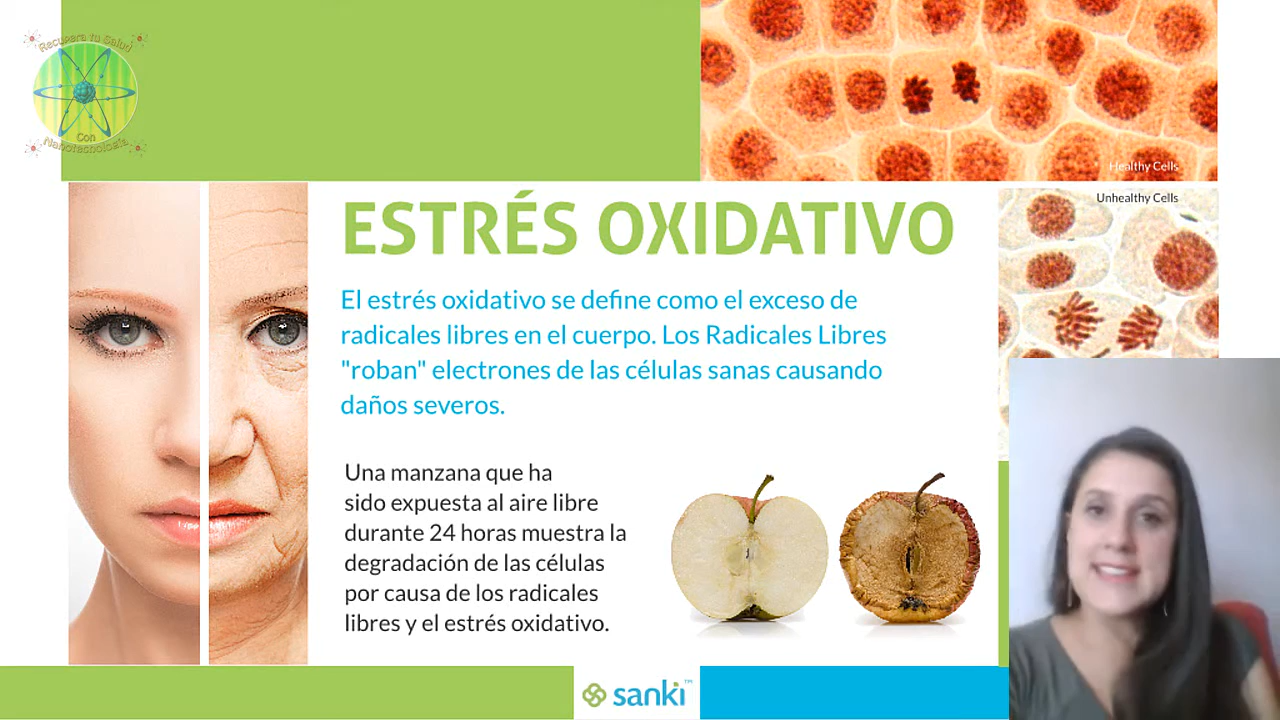 Recupera tu Salud
Con
Nanotecnología
Healthy Cells
Unhealthy Cells
ESTRÉS OXIDATIVO
El estrés oxidativo se define como el exceso de
radicales libres en el cuerpo. Los Radicales Libres
"roban" electrones de las células sanas causando
daños severos.
Una manzana que ha
sido expuesta al aire libre
durante 24 horas muestra la
degradación de las células
por causa de los radicales
libres y el estrés oxidativo.
sanki™